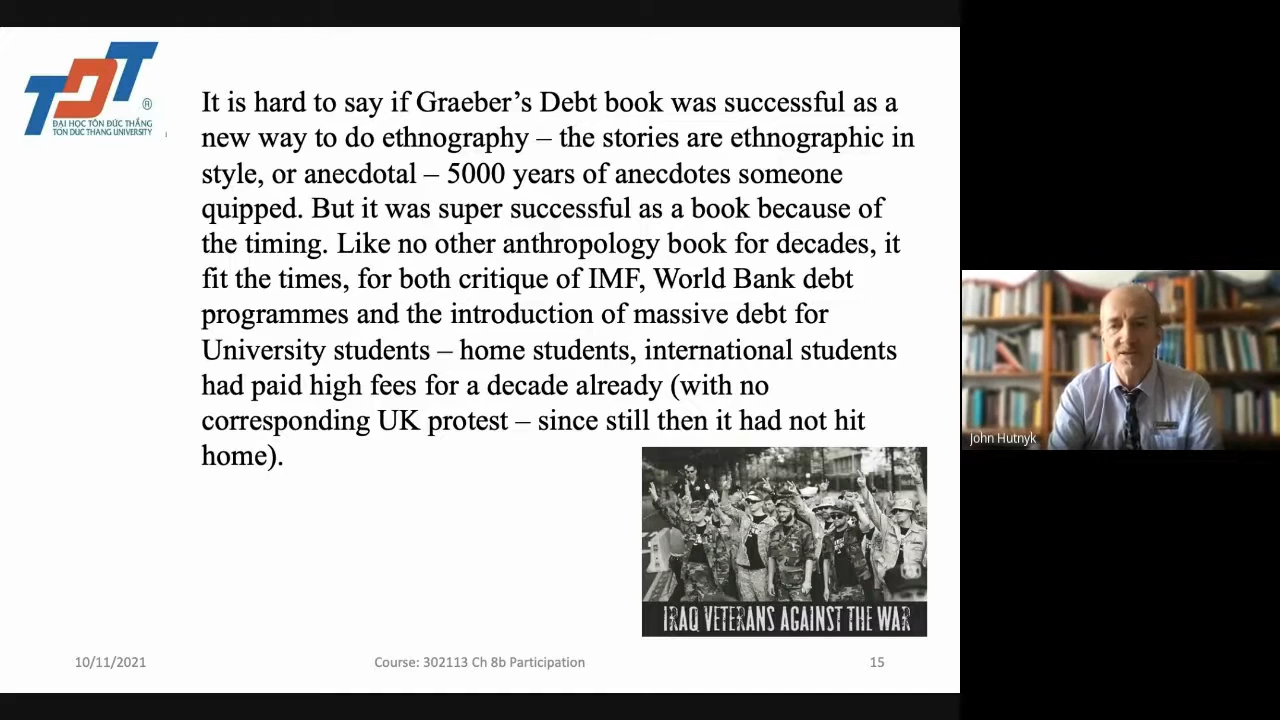 TDT
®
ĐẠI HỌC TÔN ĐỨC THẮNG
TON DUC THANG UNIVERSITY
It is hard to say if Graeber’s Debt book was successful as a
new way to do ethnography – the stories are ethnographic in
style, or anecdotal – 5000 years of anecdotes someone
quipped. But it was super successful as a book because of
the timing. Like no other anthropology book for decades, it
fit the times, for both critique of IMF, World Bank debt
programmes and the introduction of massive debt for
University students – home students, international students
had paid high fees for a decade already (with no
corresponding UK protest – since still then it had not hit
home).
John Hutnyk
IRAQ VETERANS AGAINST THE WAR
10/11/2021
Course: 302113 Ch 8b Participation
15